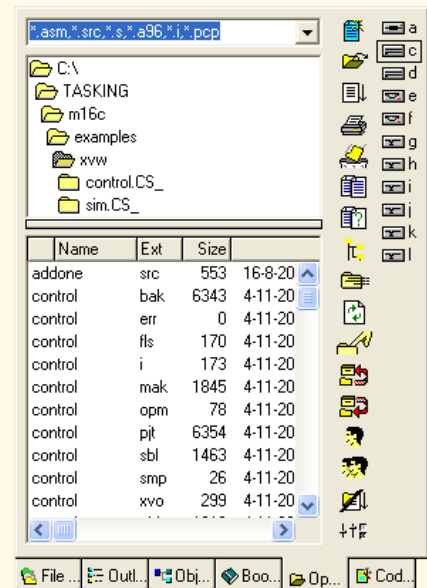 *.asm,*.src,*.s,*.a96,*.i,*.pcp
C:\
TASKING
m16c
examples
xvw
control.CS_
sim.CS_
Name Ext Size
addone src 553 16-8-20
control bak 6343 4-11-20
control err 0 4-11-20
control fls 170 4-11-20
control i 173 4-11-20
control mak 1845 4-11-20
control opm 78 4-11-20
control pjt 6354 4-11-20
control sbl 1463 4-11-20
control smp 26 4-11-20
control xvo 299 4-11-20
a
c
d
e
f
g
h
i
j
k
l
File ... Outl... Obj... Boo... Op... Cod...